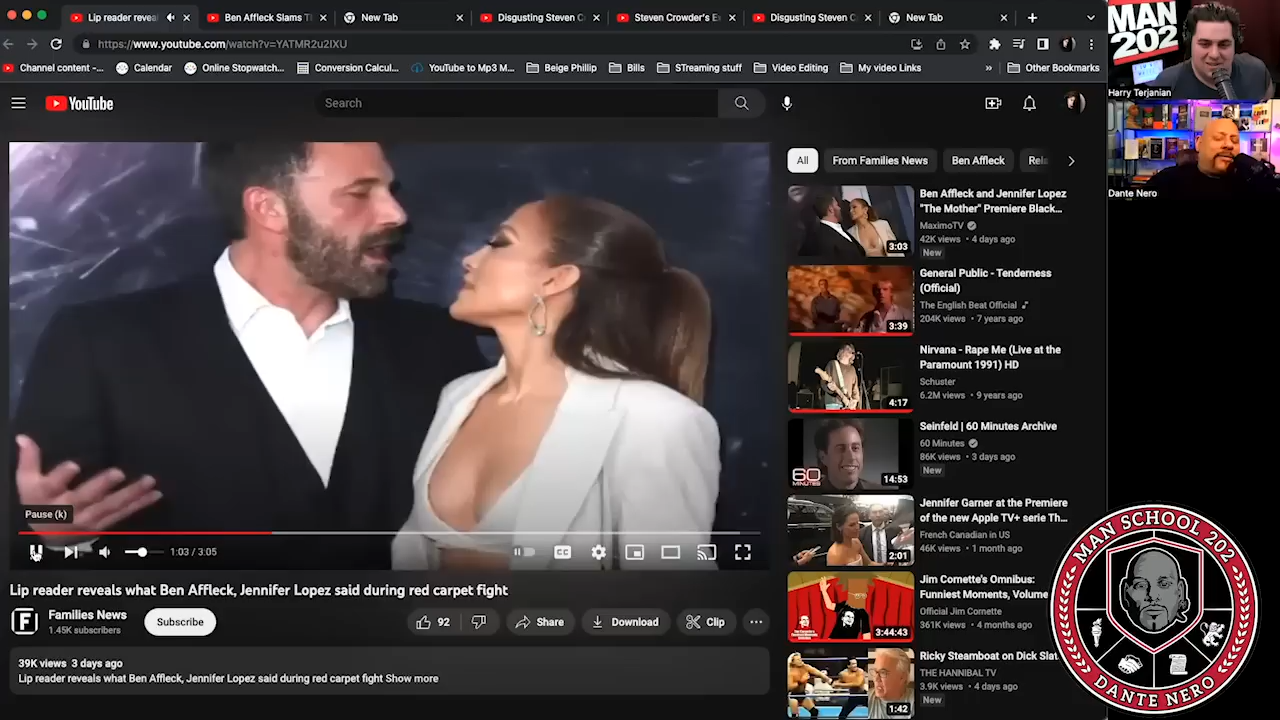 Lip reader reveal
Ben Affleck Slams T
New Tab
Disgusting Steven C
Steven Crowder's E
Disgusting Steven C
New Tab
https://www.youtube.com/watch?v=YATMR2u2IXU
Channel content -...
Calendar
Online Stopwatch...
Conversion Calcul...
YouTube to Mp3 M
Beige Phillip
Bills
STreaming stuff
Video Editing
My video Links
»
Other Bookmarks
YouTube
Search
All
From Families News
Ben Affleck
Rela
Pause (k)
1:03 / 3:05
CC
Lip reader reveals what Ben Affleck, Jennifer Lopez said during red carpet fight
F
Families News
1.45K subscribers
Subscribe
92
Share
Download
Clip
39K views 3 days ago
Lip reader reveals what Ben Affleck, Jennifer Lopez said during red carpet fight Show more
Ben Affleck and Jennifer Lopez
"The Mother" Premiere Black...
MaximoTV
42K views • 4 days ago
New
3:03
General Public - Tenderness
(Official)
The English Beat Official
204K views • 7 years ago
3:39
Nirvana - Rape Me (Live at the
Paramount 1991) HD
Schuster
6.2M views • 9 years ago
4:17
Seinfeld | 60 Minutes Archive
60 Minutes
86K views • 3 days ago
New
60
MINUTES
14:53
Jennifer Garner at the Premiere
of the new Apple TV+ serie Th...
French Canadian in US
46K views • 1 month ago
2:01
Jim Cornette's Omnibus:
Funniest Moments, Volume
Official Jim Cornette
361K views • 4 months ago
3:44:43
Ricky Steamboat on Dick Slat
THE HANNIBAL TV
3.9K views • 4 days ago
New
1:42
MAN
202
Harry Terjanian
Dante Nero
MAN SCHOOL 202
DANTE NERO